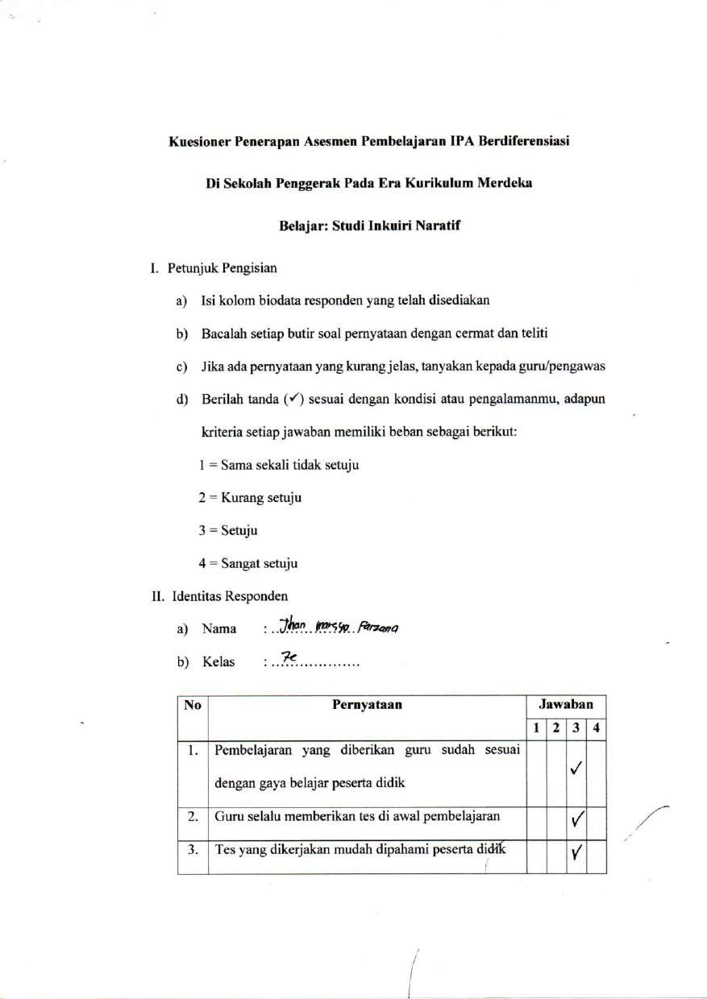 Kuesioner Penerapan Asesmen Pembelajaran IPA Berdiferensiasi
Di Sekolah Penggerak Pada Era Kurikulum Merdeka
Belajar: Studi Inkuiri Naratif
I. Petunjuk Pengisian
a) Isi kolom biodata responden yang telah disediakan
b) Bacalah setiap butir soal pernyataan dengan cermat dan teliti
c) Jika ada pernyataan yang kurang jelas, tanyakan kepada guru/pengawas
d) Berilah tanda (✓) sesuai dengan kondisi atau pengalamanmu, adapun
kriteria setiap jawaban memiliki beban sebagai berikut:
1 = Sama sekali tidak setuju
2 = Kurang setuju
3 = Setuju
4 = Sangat setuju
II. Identitas Responden
a) Nama : Jhan Marsya Farzana
b) Kelas : 7e
No Pernyataan Jawaban
1 2 3 4
1. Pembelajaran yang diberikan guru sudah sesuai
dengan gaya belajar peserta didik ✓
2. Guru selalu memberikan tes di awal pembelajaran ✓
3. Tes yang dikerjakan mudah dipahami peserta didik ✓